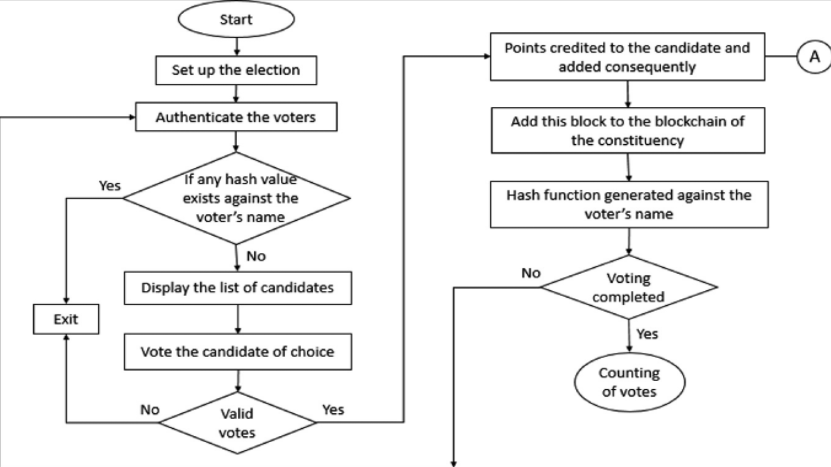 Start
Set up the election
Authenticate the voters
Yes
If any hash value
exists against the
voter's name
No
Display the list of candidates
Exit
Vote the candidate of choice
No
Valid
votes
Yes
Points credited to the candidate and
added consequently
A
Add this block to the blockchain of
the constituency
Hash function generated against the
voter's name
No
Voting
completed
Yes
Counting
of votes